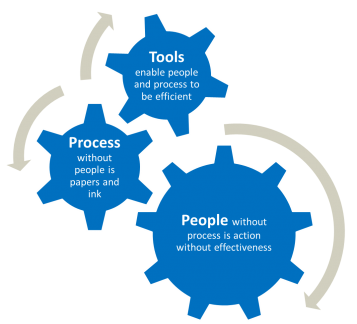 Tools
enable people
and process to
be efficient
Process
without
people is
papers and
ink
People without
process is action
without effectiveness